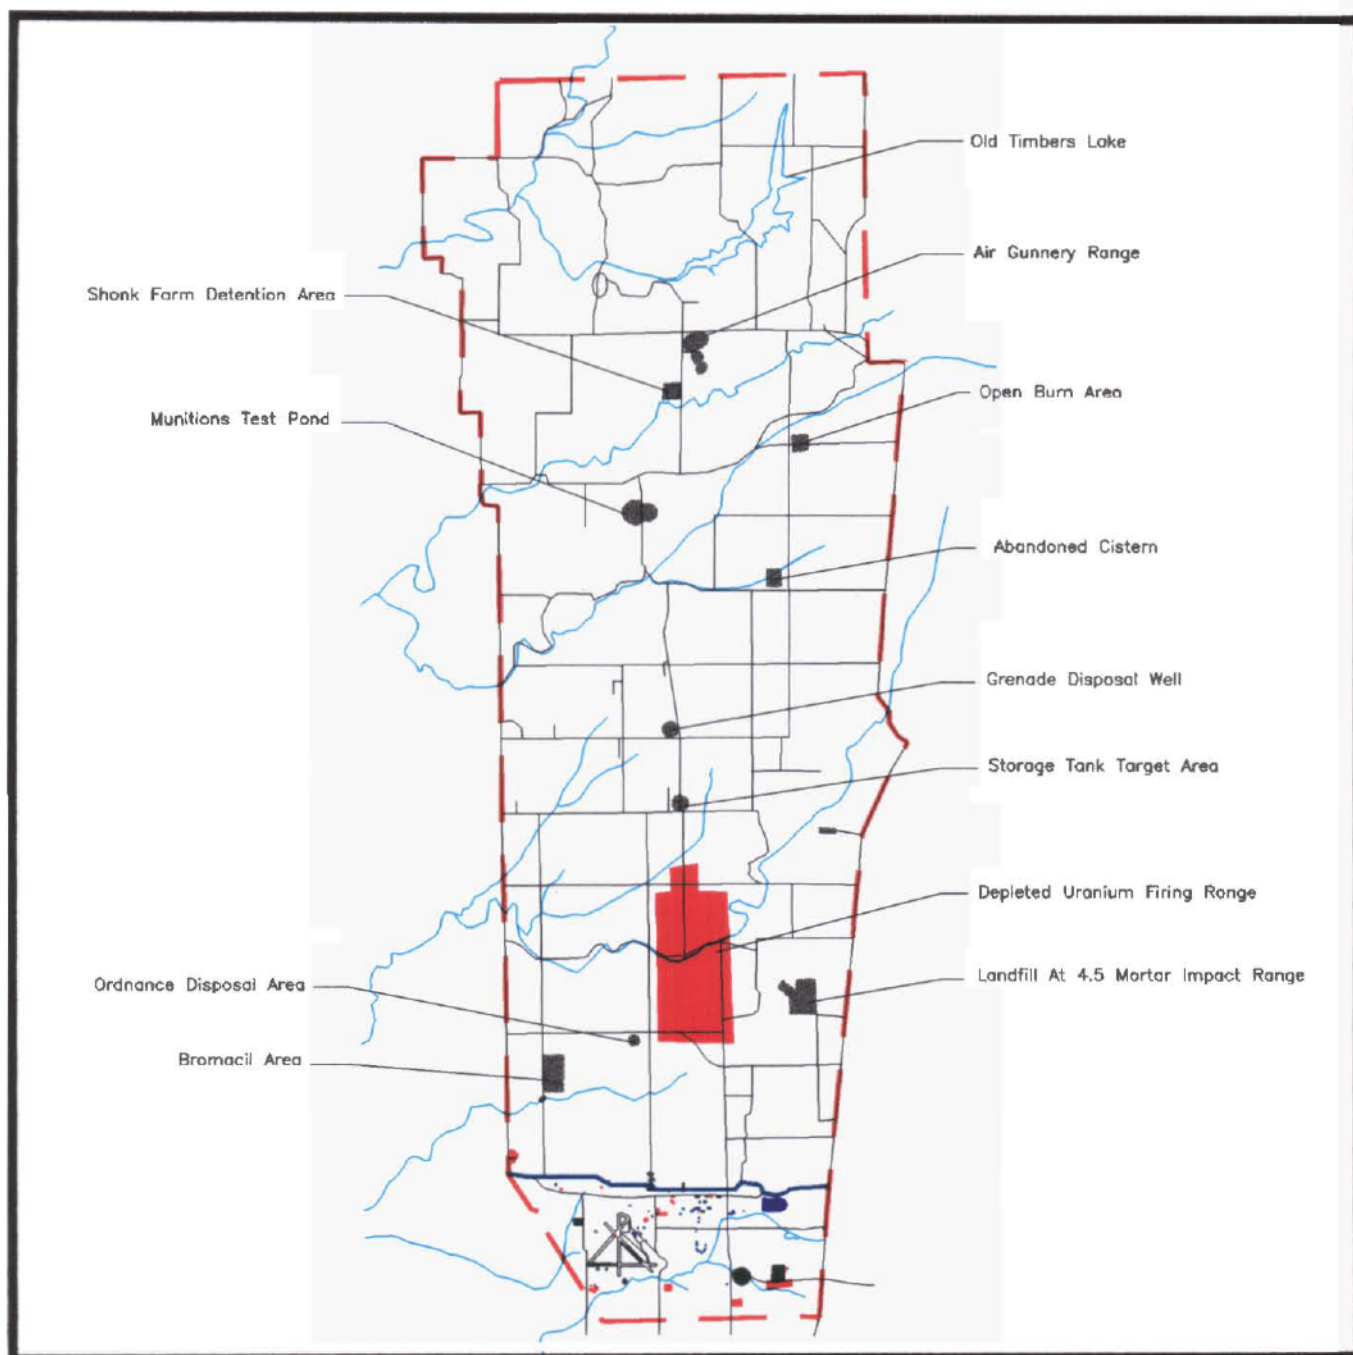 Old Timbers Lake
Air Gunnery Range
Shonk Farm Detention Area
Open Burn Area
Munitions Test Pond
Abandoned Cistern
Grenade Disposal Well
Storage Tank Target Area
Depleted Uranium Firing Range
Landfill At 4.5 Mortar Impact Range
Ordnance Disposal Area
Bromacil Area